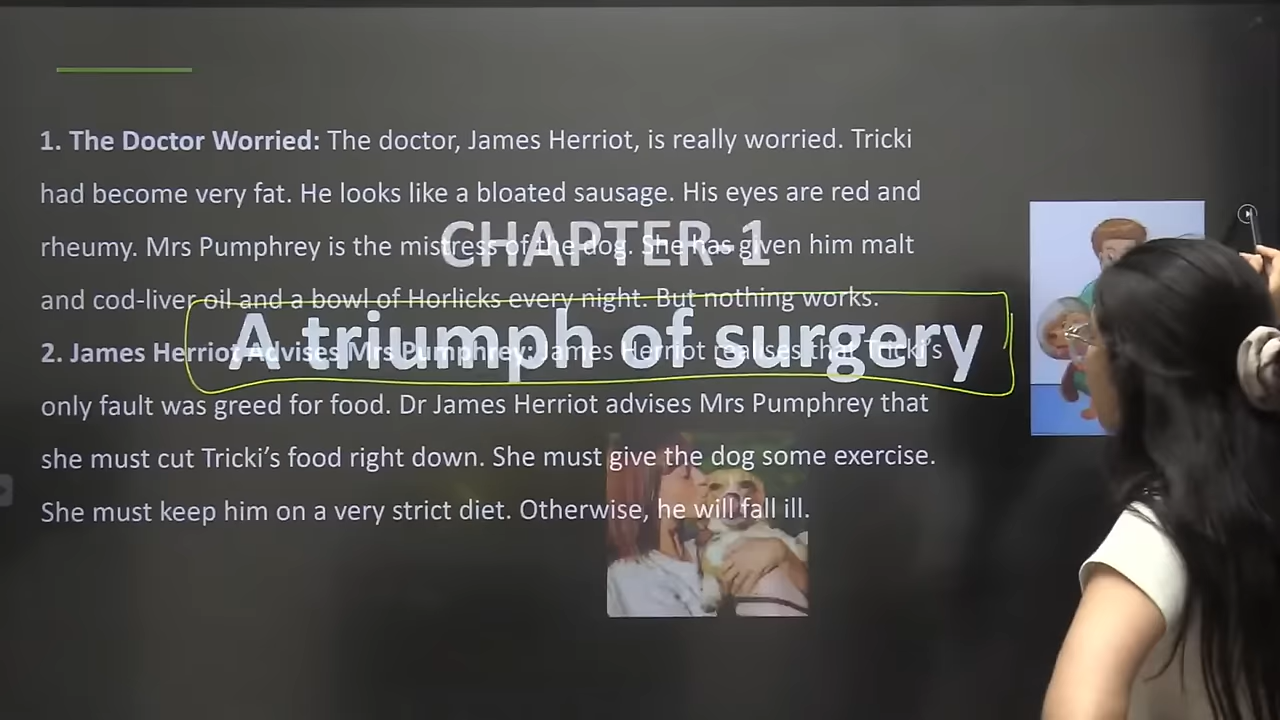 1. The Doctor Worried: The doctor, James Herriot, is really worried. Tricki
had become very fat. He looks like a bloated sausage. His eyes are red and
CHAPTER-1
rheumy. Mrs Pumphrey is the mistress of the dog. She has given him malt
and cod-liver oil and a bowl of Horlicks every night. But nothing works.
A triumph of surgery
2. James Herriot Advises Mrs Pumphrey: James Herriot realises that Tricki's
only fault was greed for food. Dr James Herriot advises Mrs Pumphrey that
she must cut Tricki's food right down. She must give the dog some exercise.
She must keep him on a very strict diet. Otherwise, he will fall ill.